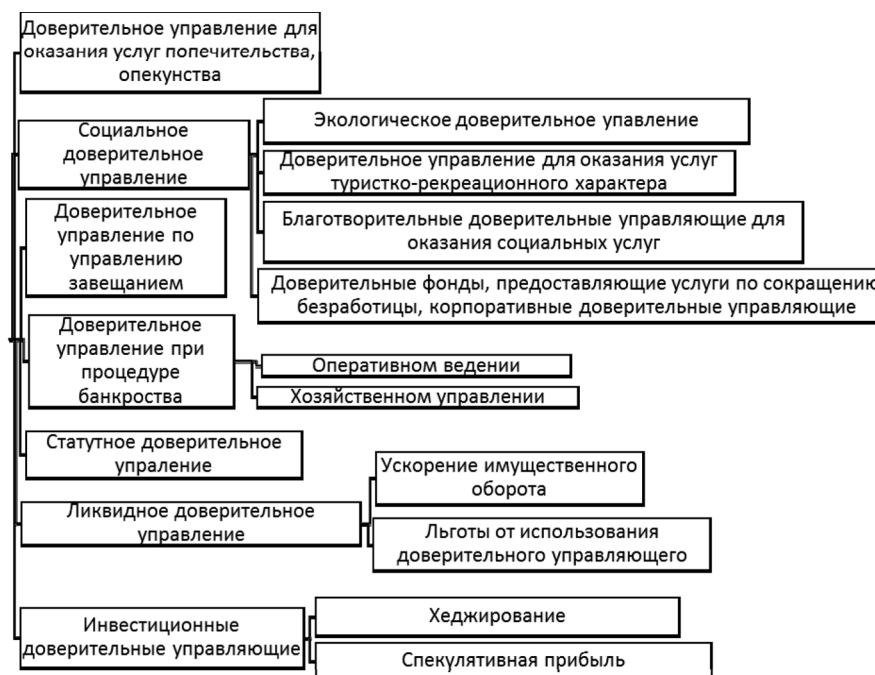 Доверительное управление для
оказания услуг попечительства,
опекунства
Социальное
доверительное
управление
Экологическое доверительное упавление
Доверительное управление для оказания услуг
туристко-рекреационного характера
Благотворительные доверительные управляющие для
оказания социальных услуг
Доверительные фонды, предоставляющие услуги по сокращению
безработицы, корпоративные доверительные управляющие
Доверительное
управление по
управлению
завещанием
Доверительное
управление при
процедуре
банкроства
Оперативном ведении
Хозяйственном управлении
Статутное доверительное
упраление
Ликвидное доверительное
управление
Ускорение имущественного
оборота
Льготы от использования
доверительного управляющего
Инвестиционные
доверительные управляющие
Хеджирование
Спекулятивная прибыль